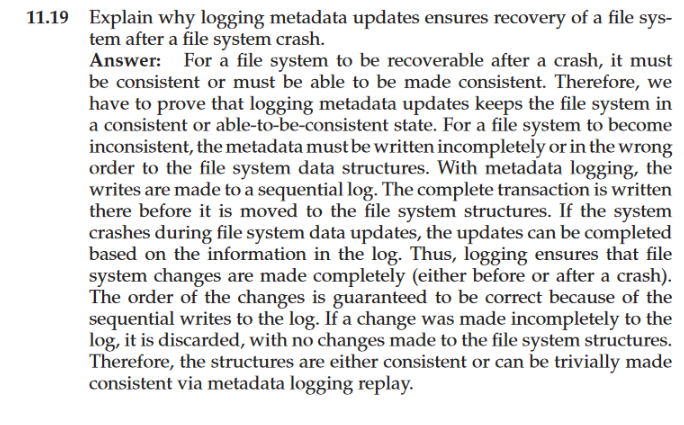 11.19 Explain why logging metadata updates ensures recovery of a file sys-
tem after a file system crash.
Answer: For a file system to be recoverable after a crash, it must
be consistent or must be able to be made consistent. Therefore, we
have to prove that logging metadata updates keeps the file system in
a consistent or able-to-be-consistent state. For a file system to become
inconsistent, the metadata must be written incompletely or in the wrong
order to the file system data structures. With metadata logging, the
writes are made to a sequential log. The complete transaction is written
there before it is moved to the file system structures. If the system
crashes during file system data updates, the updates can be completed
based on the information in the log. Thus, logging ensures that file
system changes are made completely (either before or after a crash).
The order of the changes is guaranteed to be correct because of the
sequential writes to the log. If a change was made incompletely to the
log, it is discarded, with no changes made to the file system structures.
Therefore, the structures are either consistent or can be trivially made
consistent via metadata logging replay.